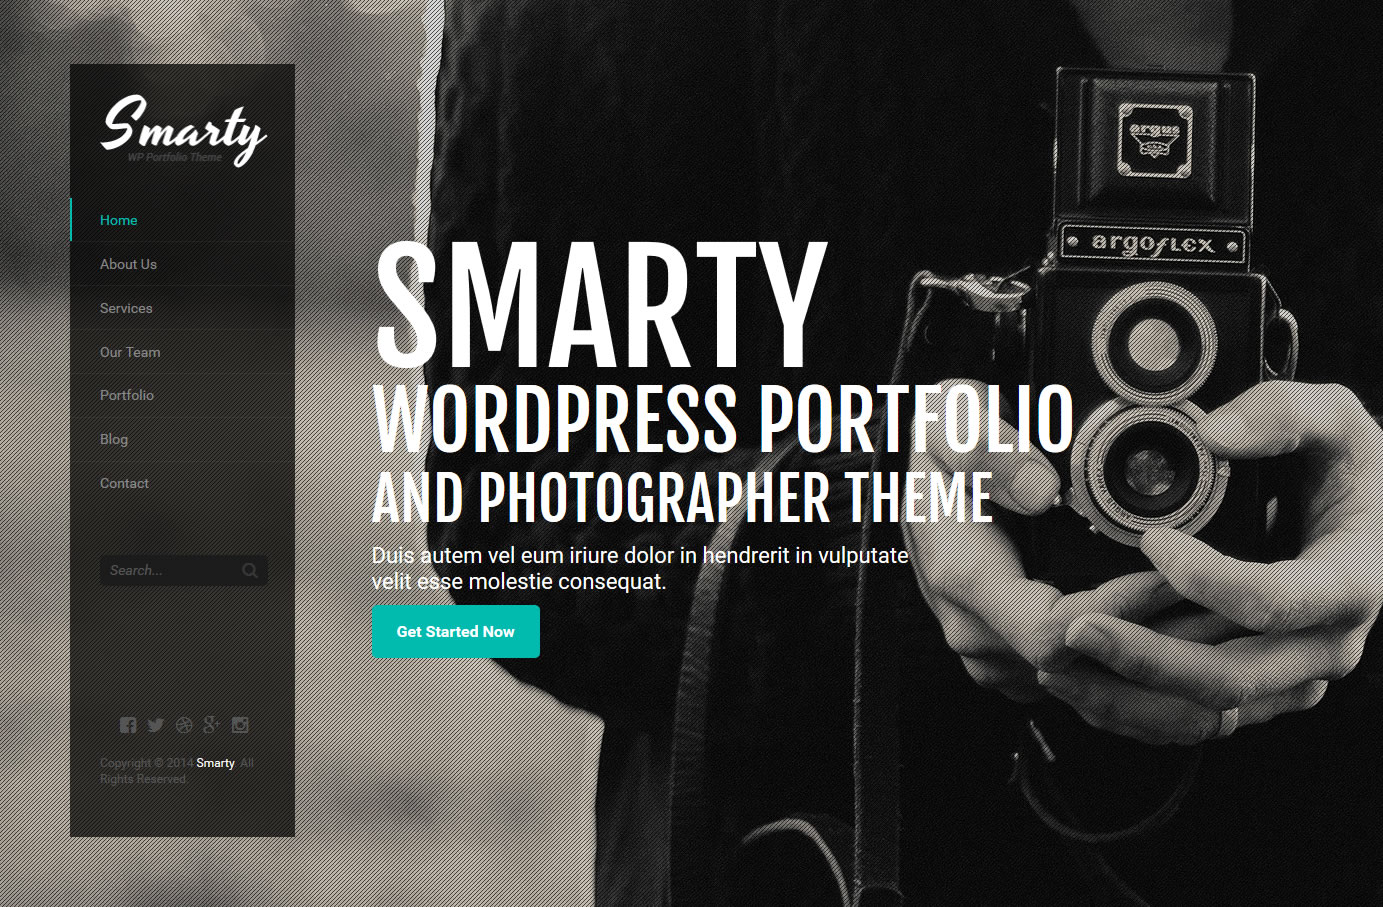 Smarty
WP Portfolio Theme
Home
About Us
Services
Our Team
Portfolio
Blog
Contact
Search...
Copyright © 2014 Smarty All
Rights Reserved.
SMARTY
WORDPRESS PORTFOLIO
AND PHOTOGRAPHER THEME
Duis autem vel eum iriure dolor in hendrerit in vulputate
velit esse molestie consequat.
Get Started Now
argus
argoflex